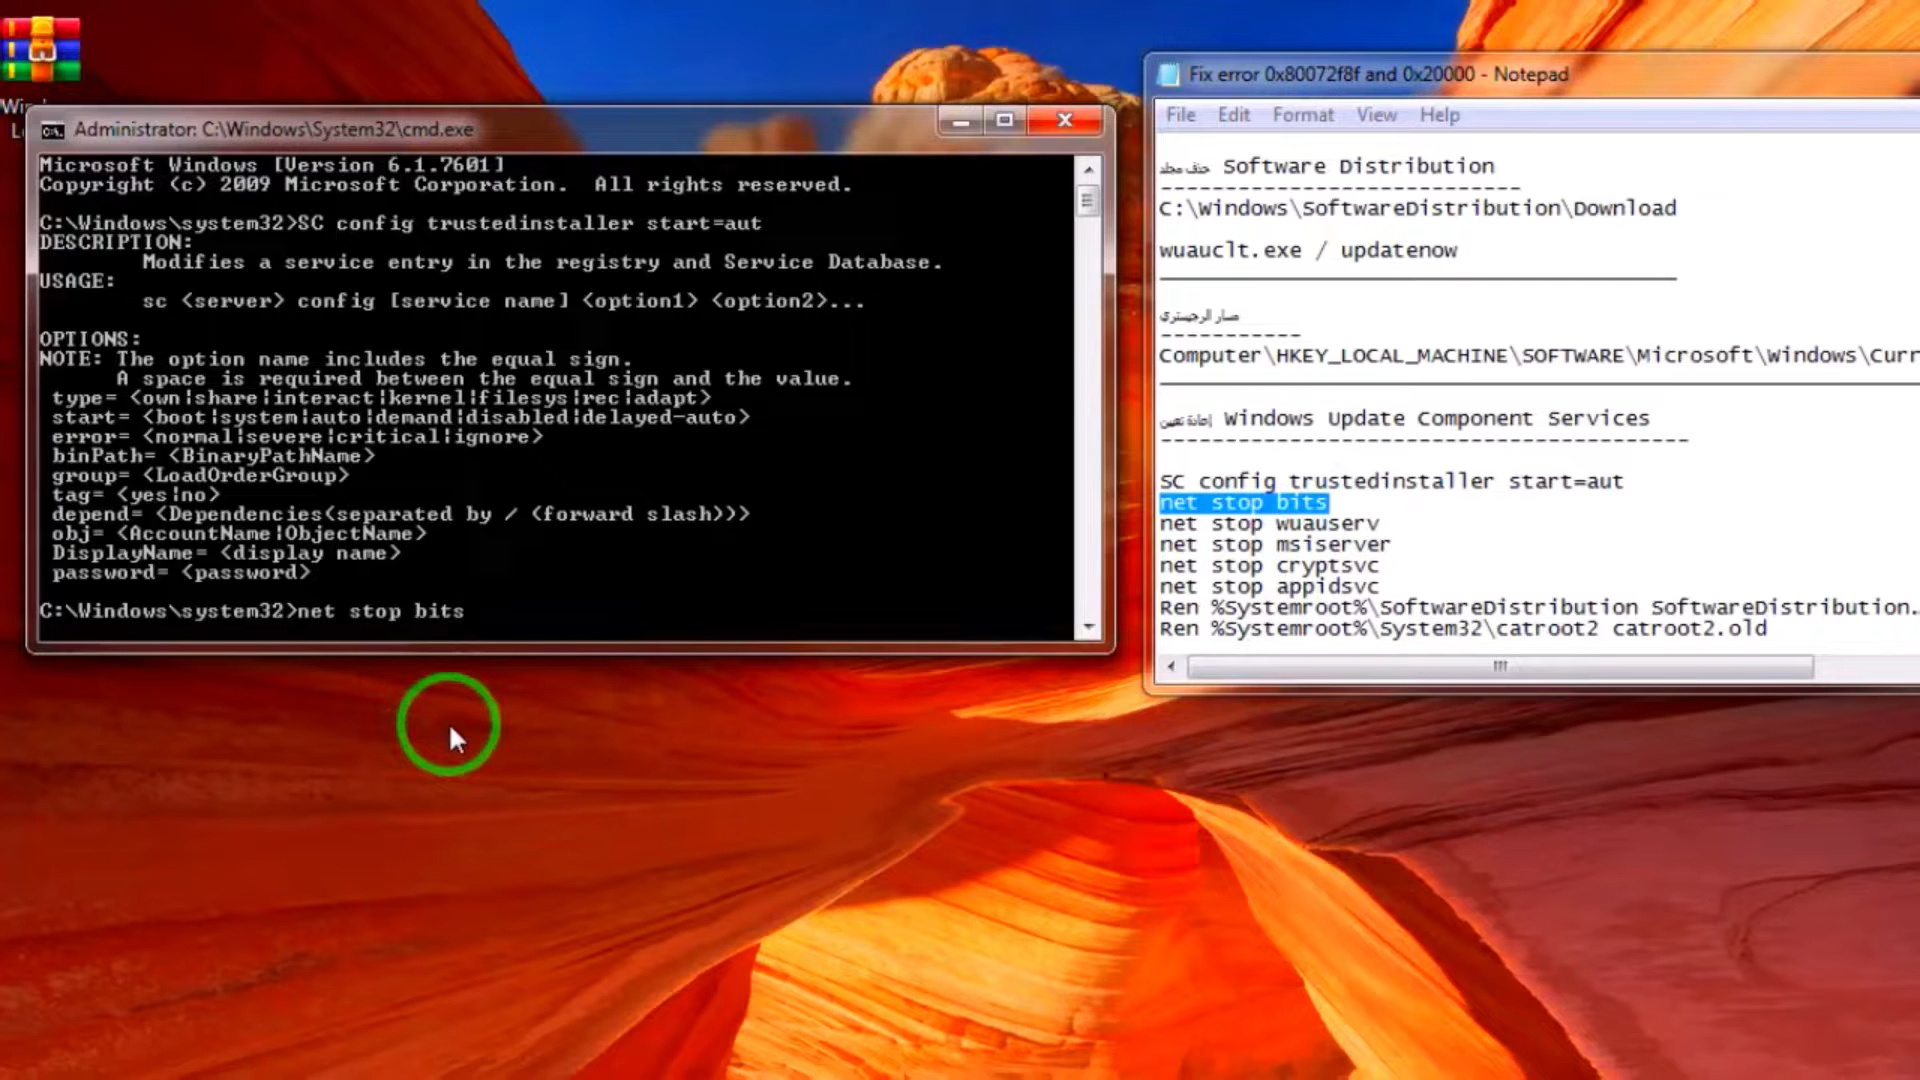 Administrator: C:\Windows\System32\cmd.exe
Microsoft Windows [Version 6.1.7601]
Copyright (c) 2009 Microsoft Corporation.  All rights reserved.
C:\Windows\system32>SC config trustedinstaller start=aut
DESCRIPTION:
Modifies a service entry in the registry and Service Database.
USAGE:
sc <server> config [service name] <option1> <option2>...
OPTIONS:
NOTE: The option name includes the equal sign.
A space is required between the equal sign and the value.
type= <own|share|interact|kernel|filesys|rec|adapt>
start= <boot|system|auto|demand|disabled|delayed-auto>
error= <normal|severe|critical|ignore>
binPath= <BinaryPathName>
group= <LoadOrderGroup>
tag= <yes|no>
depend= <Dependencies(separated by / (forward slash)>
obj= <AccountName|ObjectName>
DisplayName= <display name>
password= <password>
C:\Windows\system32>net stop bits
Fix error 0x80072f8f and 0x20000 - Notepad
File Edit Format View Help
حذف مجلد Software Distribution
-----------------------------
C:\Windows\SoftwareDistribution\Download
wuauclt.exe / updatenow
مسار الرجيستري
-----------
Computer\HKEY_LOCAL_MACHINE\SOFTWARE\Microsoft\Windows\Curr
إعادة تعيين Windows Update Component Services
-----------------------------------------
SC config trustedinstaller start=aut
net stop bits
net stop wuauserv
net stop msiserver
net stop cryptsvc
net stop appidsvc
Ren %Systemroot%\SoftwareDistribution SoftwareDistribution.
Ren %Systemroot%\System32\catroot2 catroot2.old